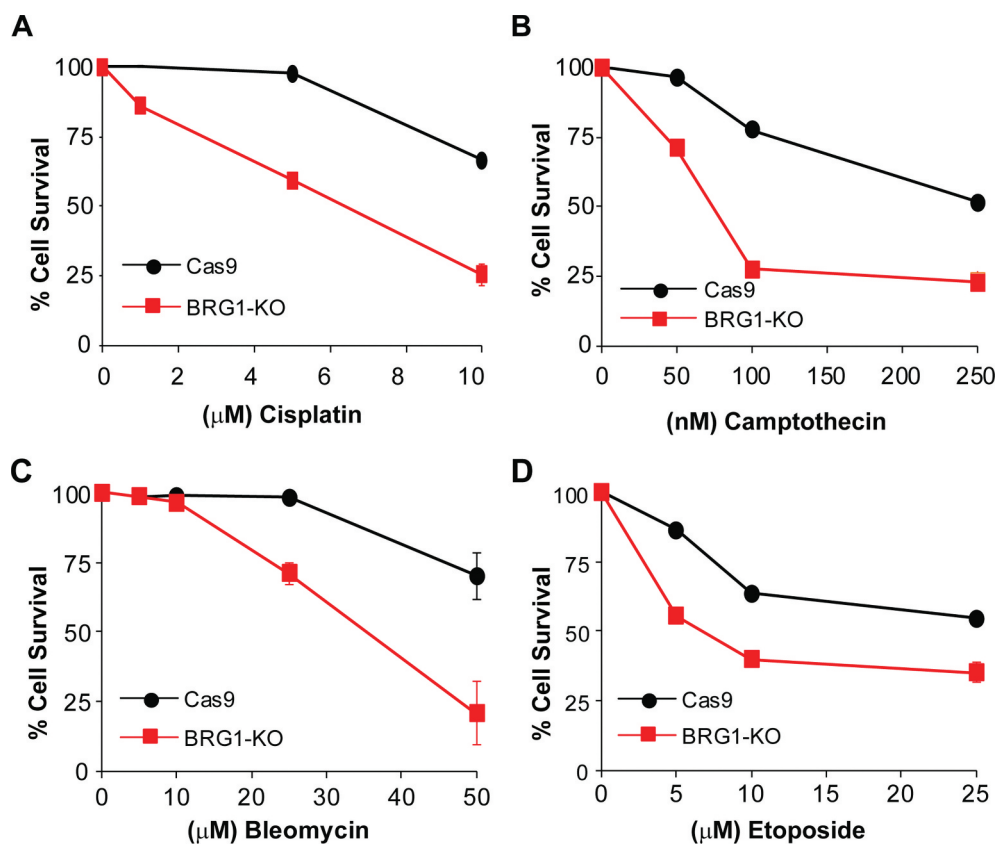 A
% Cell Survival
100
75
50
25
0
Cas9
BRG1-KO
0 2 4 6 8 10
(μM) Cisplatin
B
% Cell Survival
100
75
50
25
0
Cas9
BRG1-KO
0 50 100 150 200 250
(nM) Camptothecin
C
% Cell Survival
100
75
50
25
0
Cas9
BRG1-KO
0 10 20 30 40 50
(μM) Bleomycin
D
% Cell Survival
100
75
50
25
0
Cas9
BRG1-KO
0 5 10 15 20 25
(μM) Etoposide